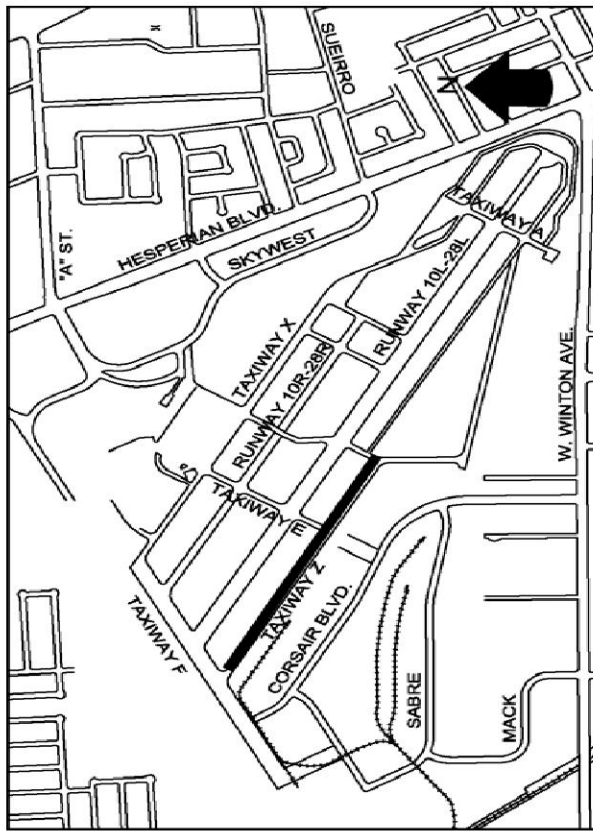 SUEIRRO
N
"A" ST.
HESPERIAN BLVD.
SKYWEST
TAXIWAY A
TAXIWAY X
RUNWAY 10L-28L
RUNWAY 10R-28R
W. WINTON AVE.
TAXIWAY E
TAXIWAY Z
TAXIWAY F
CORSAIR BLVD.
SABRE
MACK